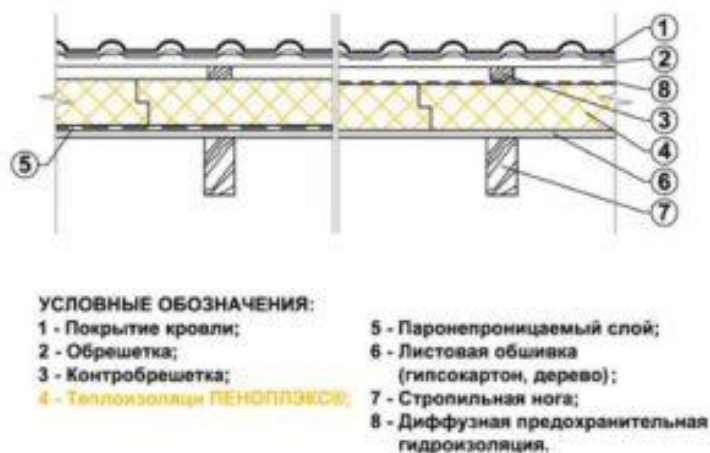 1
2
8
3
4
5
6
7
УСЛОВНЫЕ ОБОЗНАЧЕНИЯ:
1 - Покрытие кровли;
2 - Обрешетка;
3 - Контробрешетка;
4 - Теплоизоляци ПЕНОПЛЭКС®;
5 - Паронепроницаемый слой;
6 - Листовая обшивка
(гипсокартон, дерево);
7 - Стропильная нога;
8 - Диффузная предохранительная
гидроизоляция.